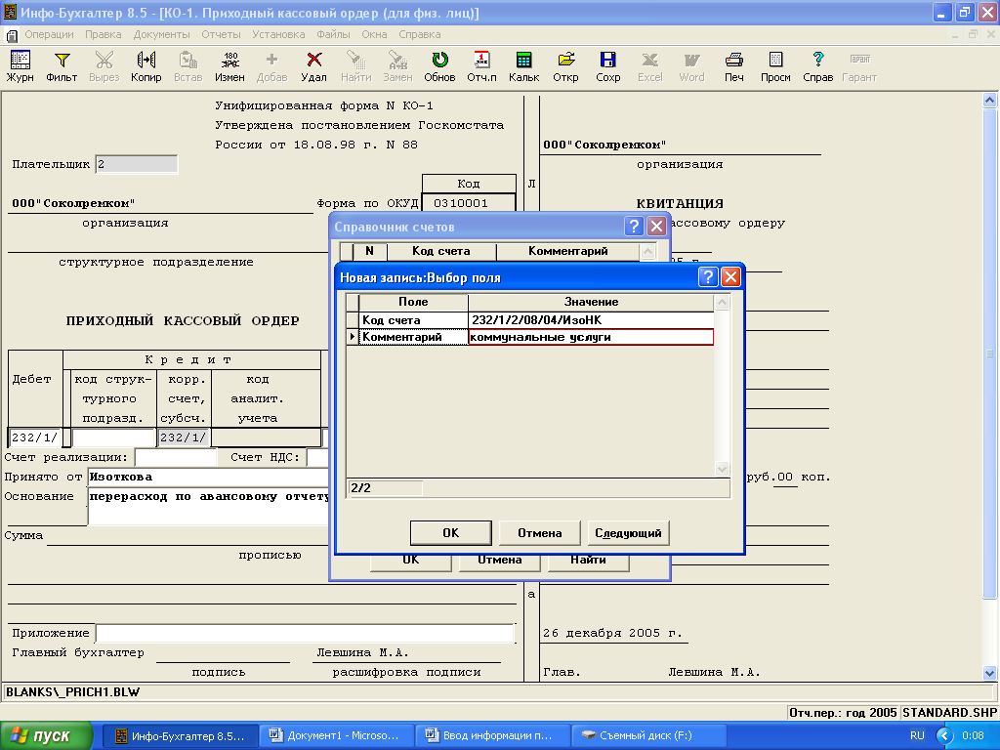 Инфо-Бухгалтер 8.5 - [КО-1. Приходный кассовый ордер (для физ. лиц)]
Операции Правка Документы Отчеты Установка Файлы Окна Справка
Журн Фильт Вырез Копир Встав Измен Добав Удал Найти Замен Обнов Отч.п Кальк Откр Сохр Excel Word Печ Просм Справ Гарант
Унифицированная форма N КО-1
Утверждена постановлением Госкомстата
России от 18.08.98 г. N 88
Плательщик 2
Код
ООО"Соколремком" Форма по ОКУД 0310001
организация
структурное подразделение
ПРИХОДНЫЙ КАССОВЫЙ ОРДЕР
К р е д и т
Дебет
код струк-
турного
подразд.
корр.
счет,
субсч.
код
аналит.
учета
232/1/ 232/1/
Счет реализации: Счет НДС:
Принято от Изоткова
Основание перерасход по авансовому отчету
Сумма
прописью
Приложение
Главный бухгалтер Левшина М.А.
подпись расшифровка подписи
Л
а
ООО"Соколремком"
организация
КВИТАНЦИЯ
ассовому ордеру
5 г.
руб.00 коп.
26 декабря 2005 г.
Глав. Левшина М.А.
Справочник счетов
N Код счета Комментарий
Новая запись:Выбор поля
Поле Значение
Код счета 232/1/2/08/04/ИзоНК
Комментарий коммунальные услуги
2/2
ОК Отмена Следующий
ОК Отмена Найти
BLANKS\_PRICH1.BLW
Отч.пер.: год 2005 STANDARD.SHP
пуск Инфо-Бухгалтер 8.5... Документ1 - Microso... Ввод информации п... Съемный диск (F:) RU 0:08